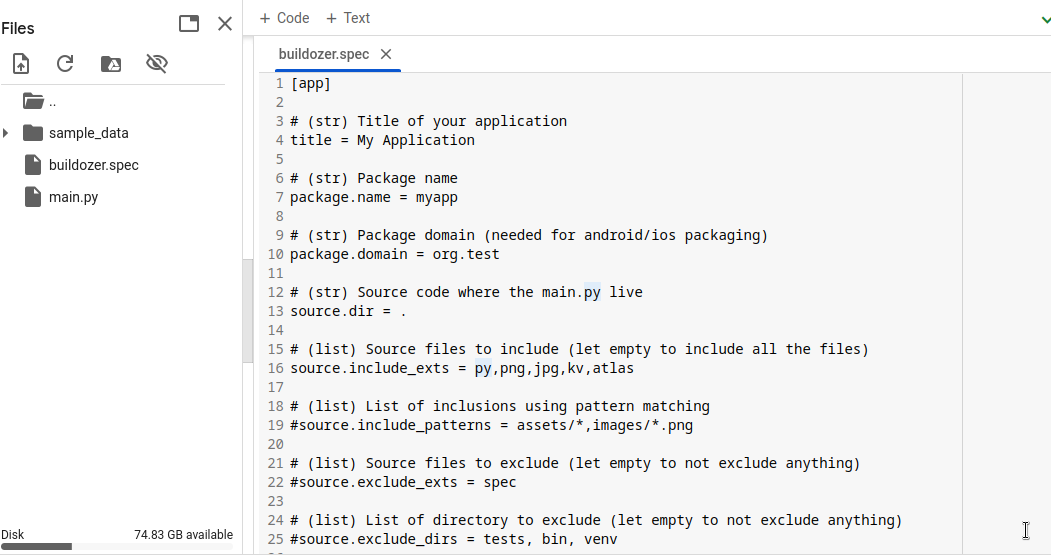 Files
..
sample_data
buildozer.spec
main.py
Disk 74.83 GB available
+ Code + Text
buildozer.spec
1 [app]
2
3 # (str) Title of your application
4 title = My Application
5
6 # (str) Package name
7 package.name = myapp
8
9 # (str) Package domain (needed for android/ios packaging)
10 package.domain = org.test
11
12 # (str) Source code where the main.py live
13 source.dir = .
14
15 # (list) Source files to include (let empty to include all the files)
16 source.include_exts = py,png,jpg,kv,atlas
17
18 # (list) List of inclusions using pattern matching
19 #source.include_patterns = assets/*,images/*.png
20
21 # (list) Source files to exclude (let empty to not exclude anything)
22 #source.exclude_exts = spec
23
24 # (list) List of directory to exclude (let empty to not exclude anything)
25 #source.exclude_dirs = tests, bin, venv